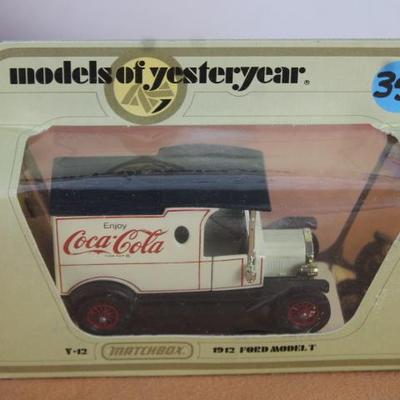 models of yesteryear®
Enjoy
Coca-Cola
Y-12 MATCHBOX 1912 FORD MODEL T